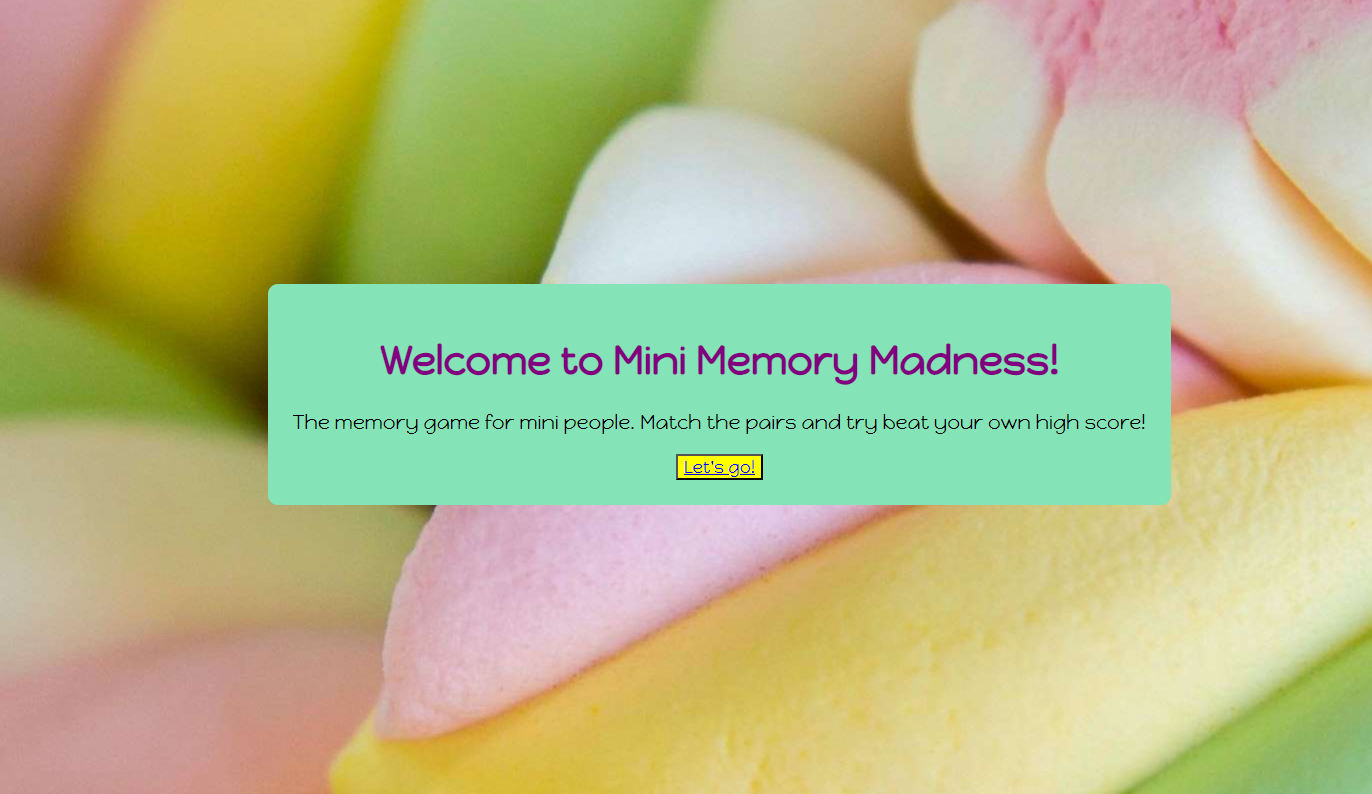 Welcome to Mini Memory Madness!
The memory game for mini people. Match the pairs and try beat your own high score!
Let's go!